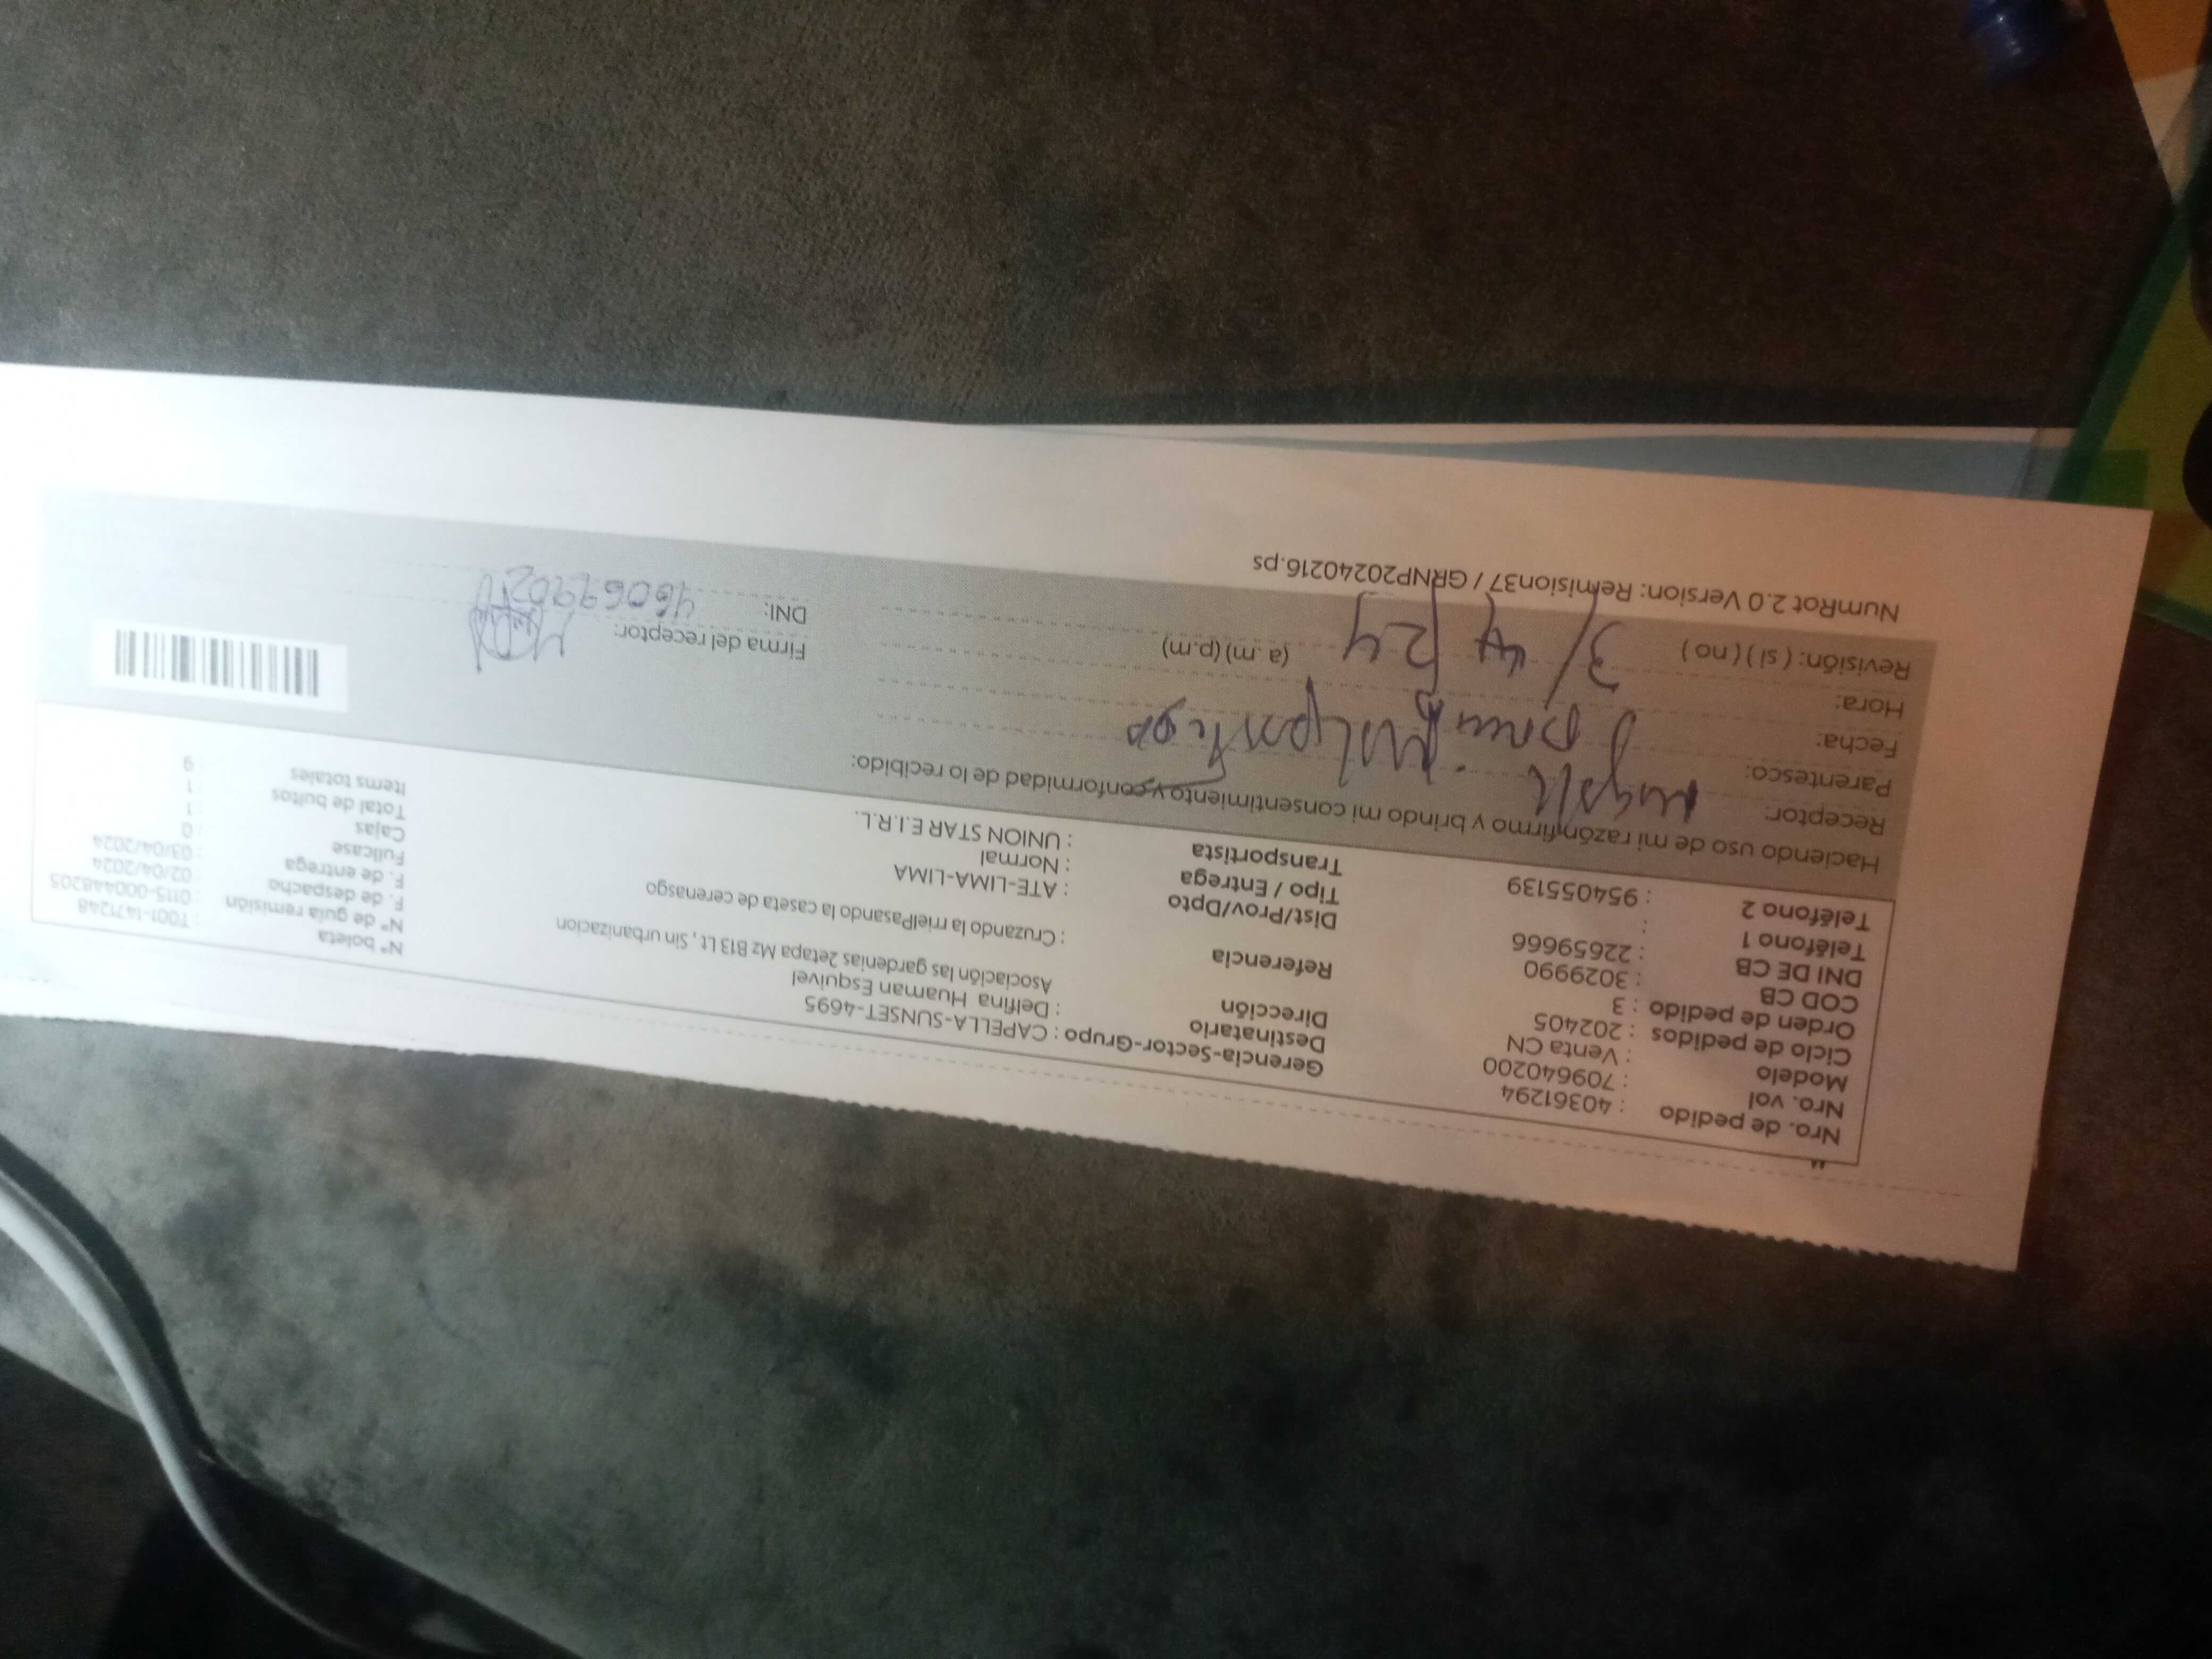 Nro. de pedido : 40361294
Nro. vol : 709640200
Modelo : Venta CN
Ciclo de pedidos : 202405
Orden de pedido : 3
COD CB : 3029990
DNI DE CB : 22659666
Teléfono 1 :
Teléfono 2 : 954055139
Gerencia-Sector-Grupo : CAPELLA-SUNSET-4695
Destinatario : Delfina Huaman Esquivel
Dirección Asociación las gardenias 2etapa Mz B13 Lt , Sin urbanizacion
Referencia : Cruzando la rrielPasando la caseta de cerenasgo
Dist/Prov/Dpto : ATE-LIMA-LIMA
Tipo / Entrega : Normal
Transportista : UNION STAR E.I.R.L.
N° boleta : T001-1471248
N° de guía remisión : 0115-000448205
F. de despacho : 02/04/2024
F. de entrega : 03/04/2024
Fullcase : 0
Cajas : 1
Total de bultos : 1
Items totales : 9
Haciendo uso de mi razón firmo y brindo mi consentimiento y conformidad de lo recibido:
Receptor:
Parentesco:
Fecha: 3/4/24
Hora: (a .m) (p.m)
Revisión: ( si ) ( no )
Firma del receptor:
DNI:
NumRot 2.0 Version: Remision37 / GRNP20240216.ps